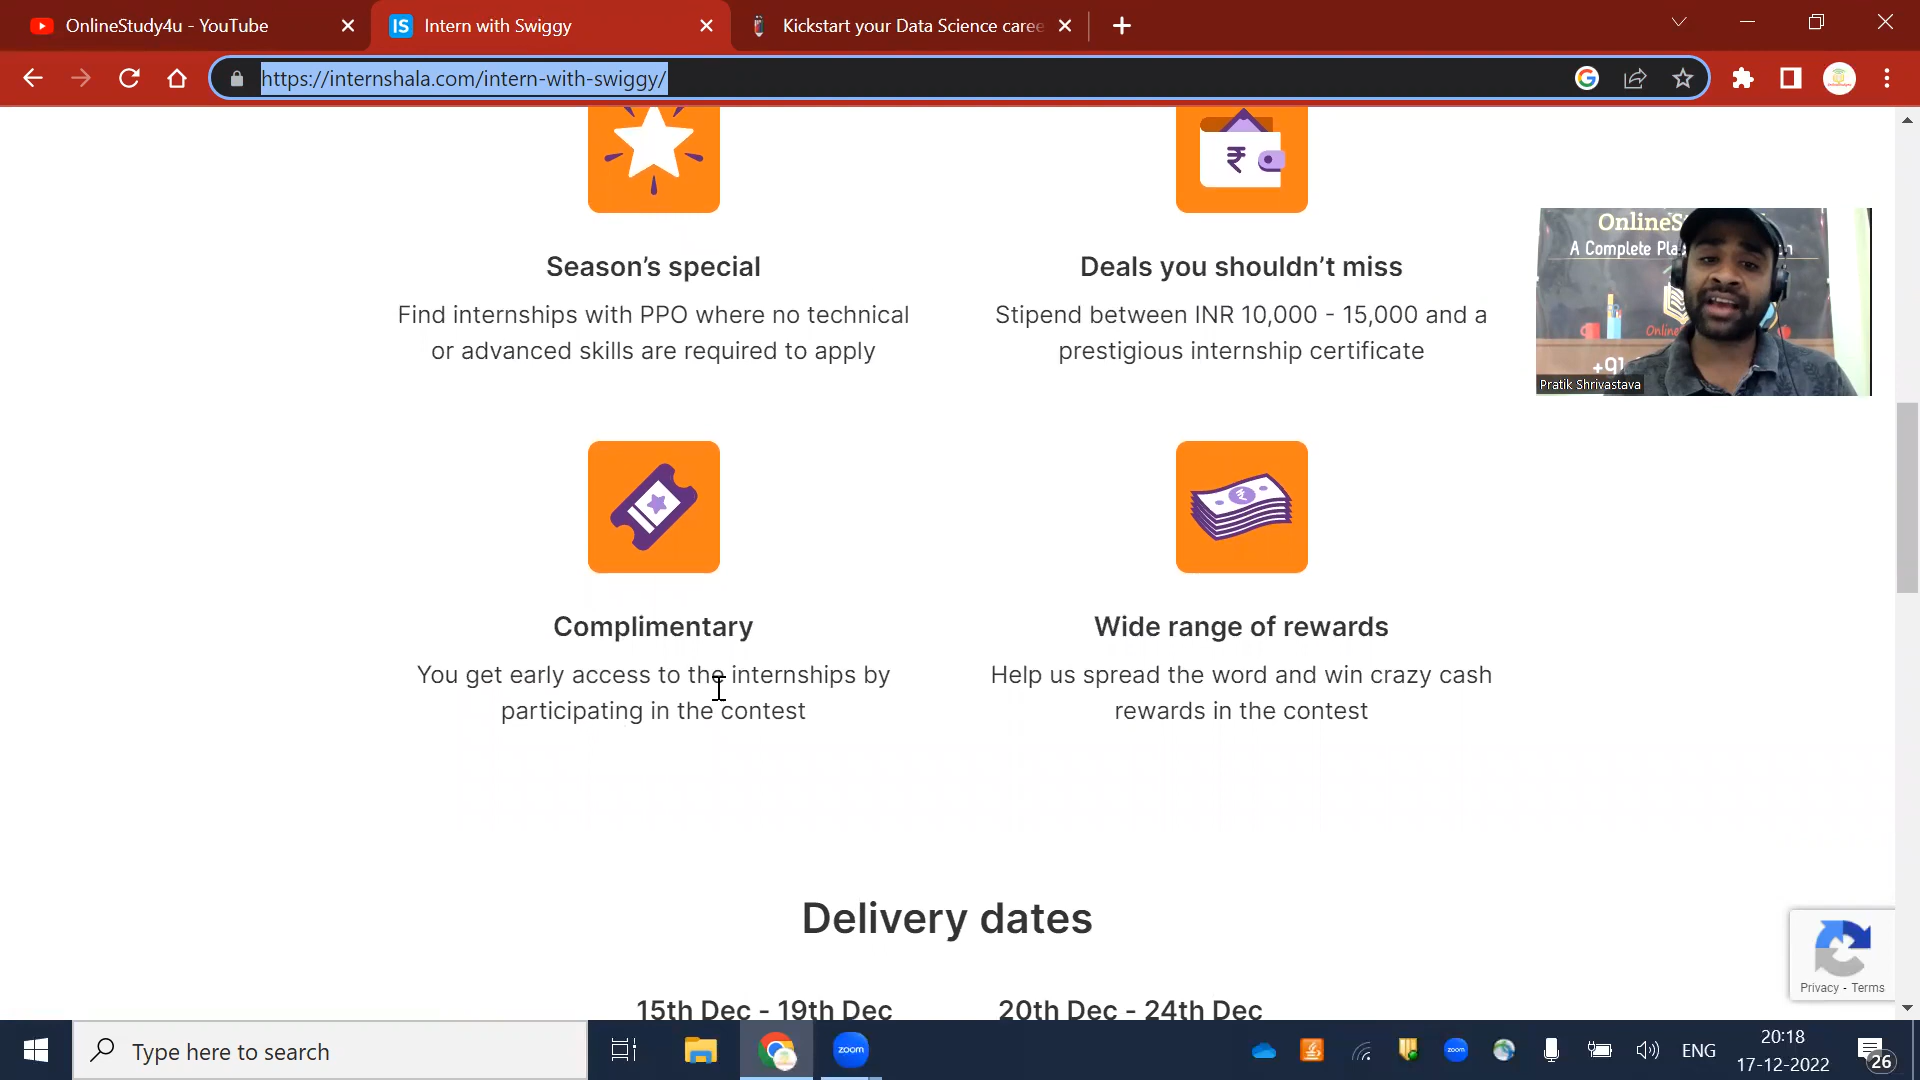 OnlineStudy4u - YouTube
Intern with Swiggy
Kickstart your Data Science caree
https://internshala.com/intern-with-swiggy/
Season's special
Find internships with PPO where no technical
or advanced skills are required to apply
Deals you shouldn't miss
Stipend between INR 10,000 - 15,000 and a
prestigious internship certificate
OnlineS
A Complete Pla
Online
+91
Pratik Shrivastava
Complimentary
You get early access to the internships by
participating in the contest
Wide range of rewards
Help us spread the word and win crazy cash
rewards in the contest
Delivery dates
15th Dec - 19th Dec
20th Dec - 24th Dec
Privacy - Terms
Type here to search
zoom
zoom
ENG
20:18
17-12-2022
26